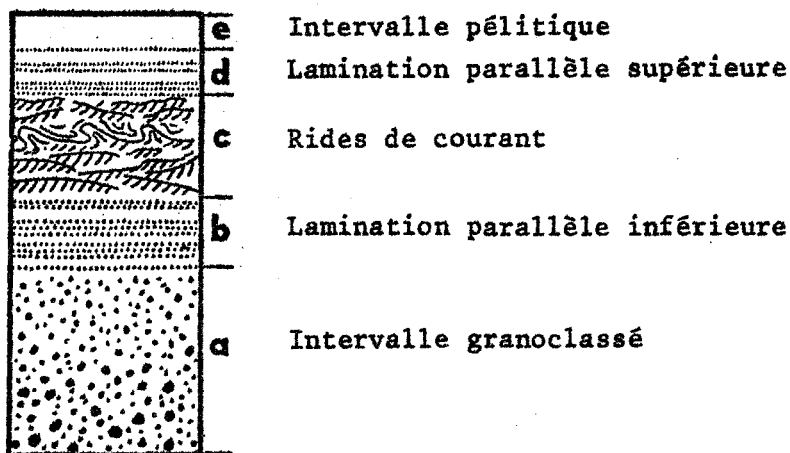 e Intervalle pélitique
d Lamination parallèle supérieure
c Rides de courant
b Lamination parallèle inférieure
a Intervalle granoclassé